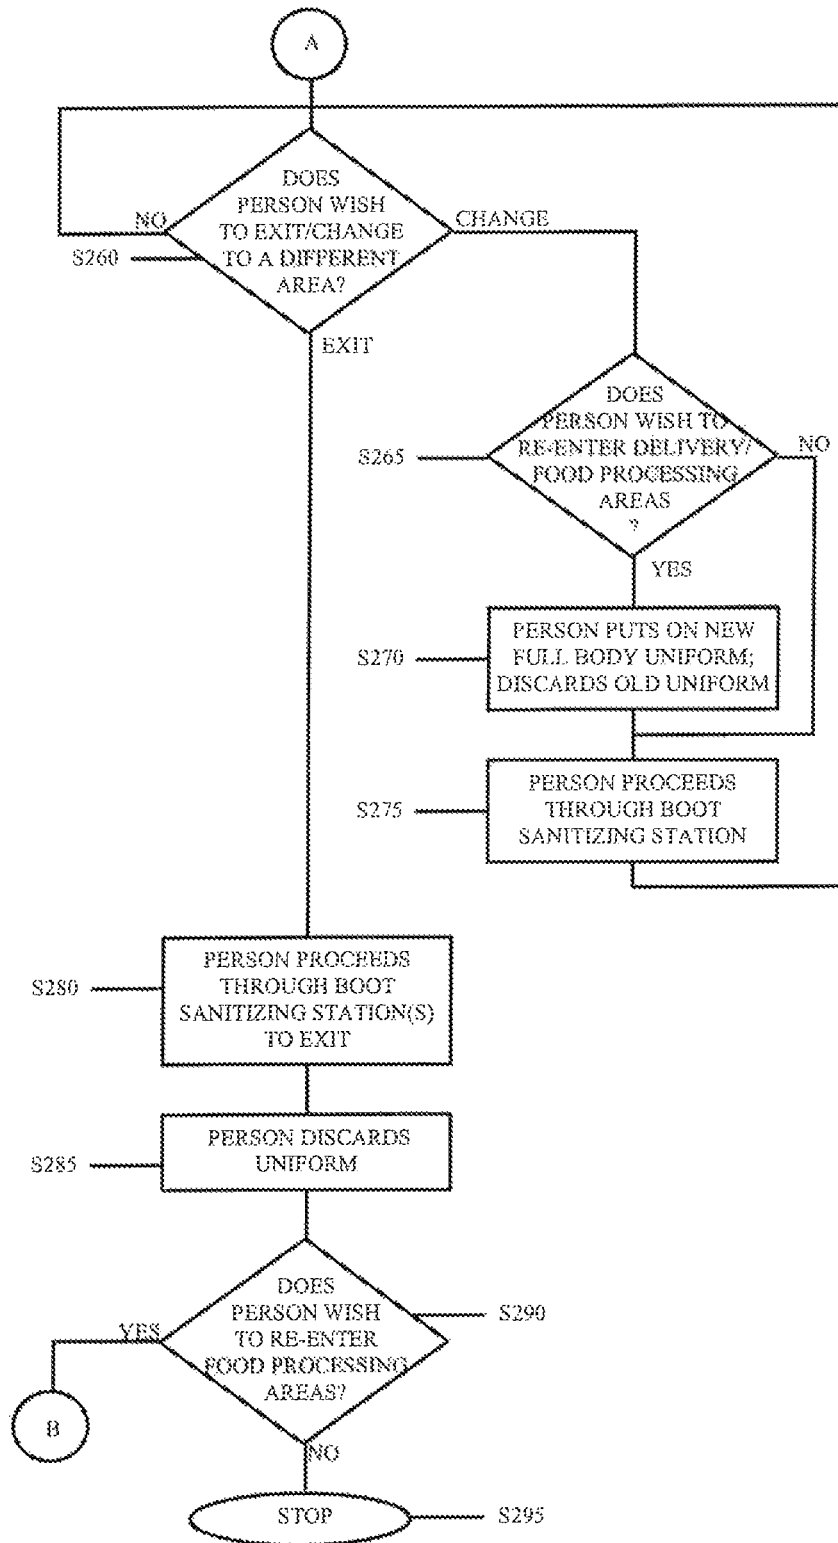 A
DOES
PERSON WISH
TO EXIT/CHANGE
TO A DIFFERENT
AREA?
NO
CHANGE
S260
EXIT
DOES
PERSON WISH TO
RE-ENTER DELIVERY/
FOOD PROCESSING
AREAS
?
NO
S265
YES
PERSON PUTS ON NEW
FULL BODY UNIFORM;
DISCARDS OLD UNIFORM
S270
PERSON PROCEEDS
THROUGH BOOT
SANITIZING STATION
S275
PERSON PROCEEDS
THROUGH BOOT
SANITIZING STATION(S)
TO EXIT
S280
PERSON DISCARDS
UNIFORM
S285
DOES
PERSON WISH
TO RE-ENTER
FOOD PROCESSING
AREAS?
S290
YES
B
NO
STOP
S295